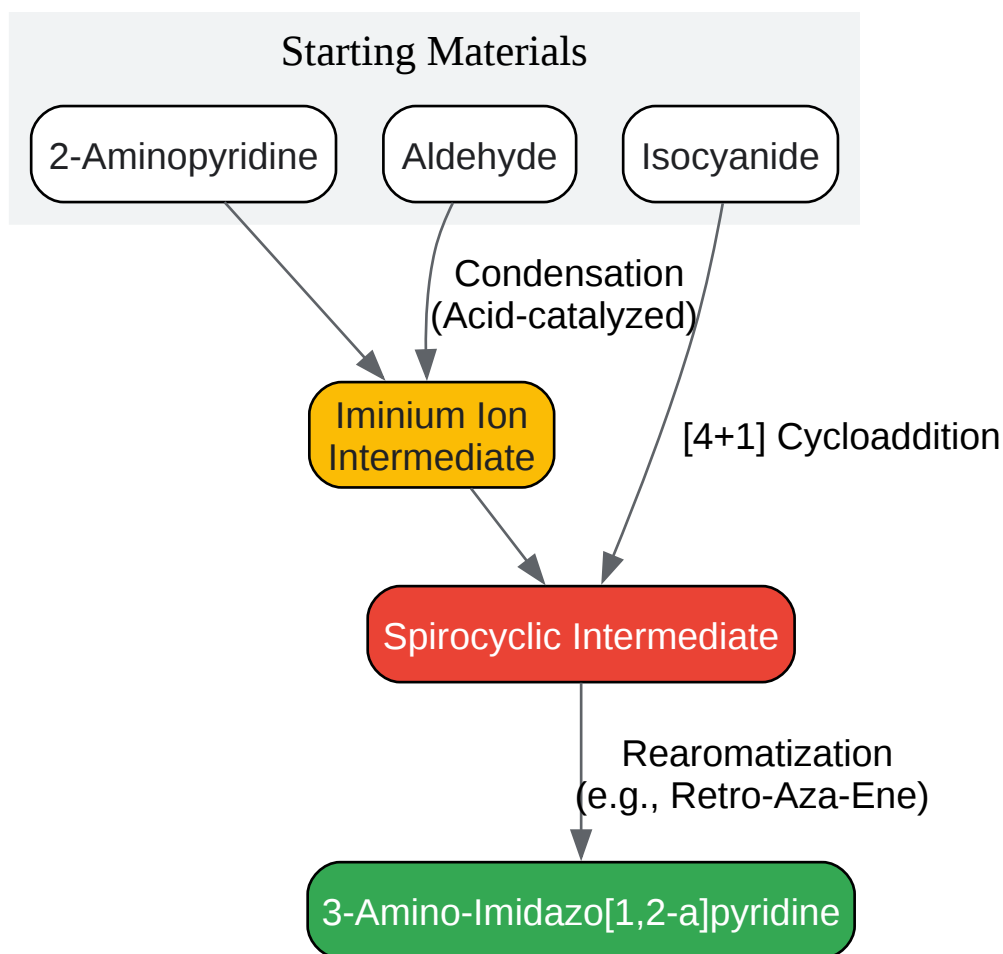 Starting Materials
2-Aminopyridine
Aldehyde
Isocyanide
Condensation
(Acid-catalyzed)
Iminium Ion
Intermediate
[4+1] Cycloaddition
Spirocyclic Intermediate
Rearomatization
(e.g., Retro-Aza-Ene)
3-Amino-Imidazo[1,2-a]pyridine